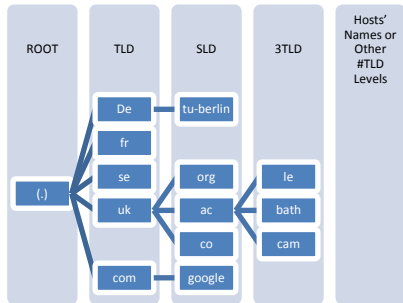 ROOT
TLD
SLD
3TLD
Hosts'
Names or
Other
#TLD
Levels
(.)
De
tu-berlin
fr
se
org
le
uk
ac
bath
co
cam
com
google